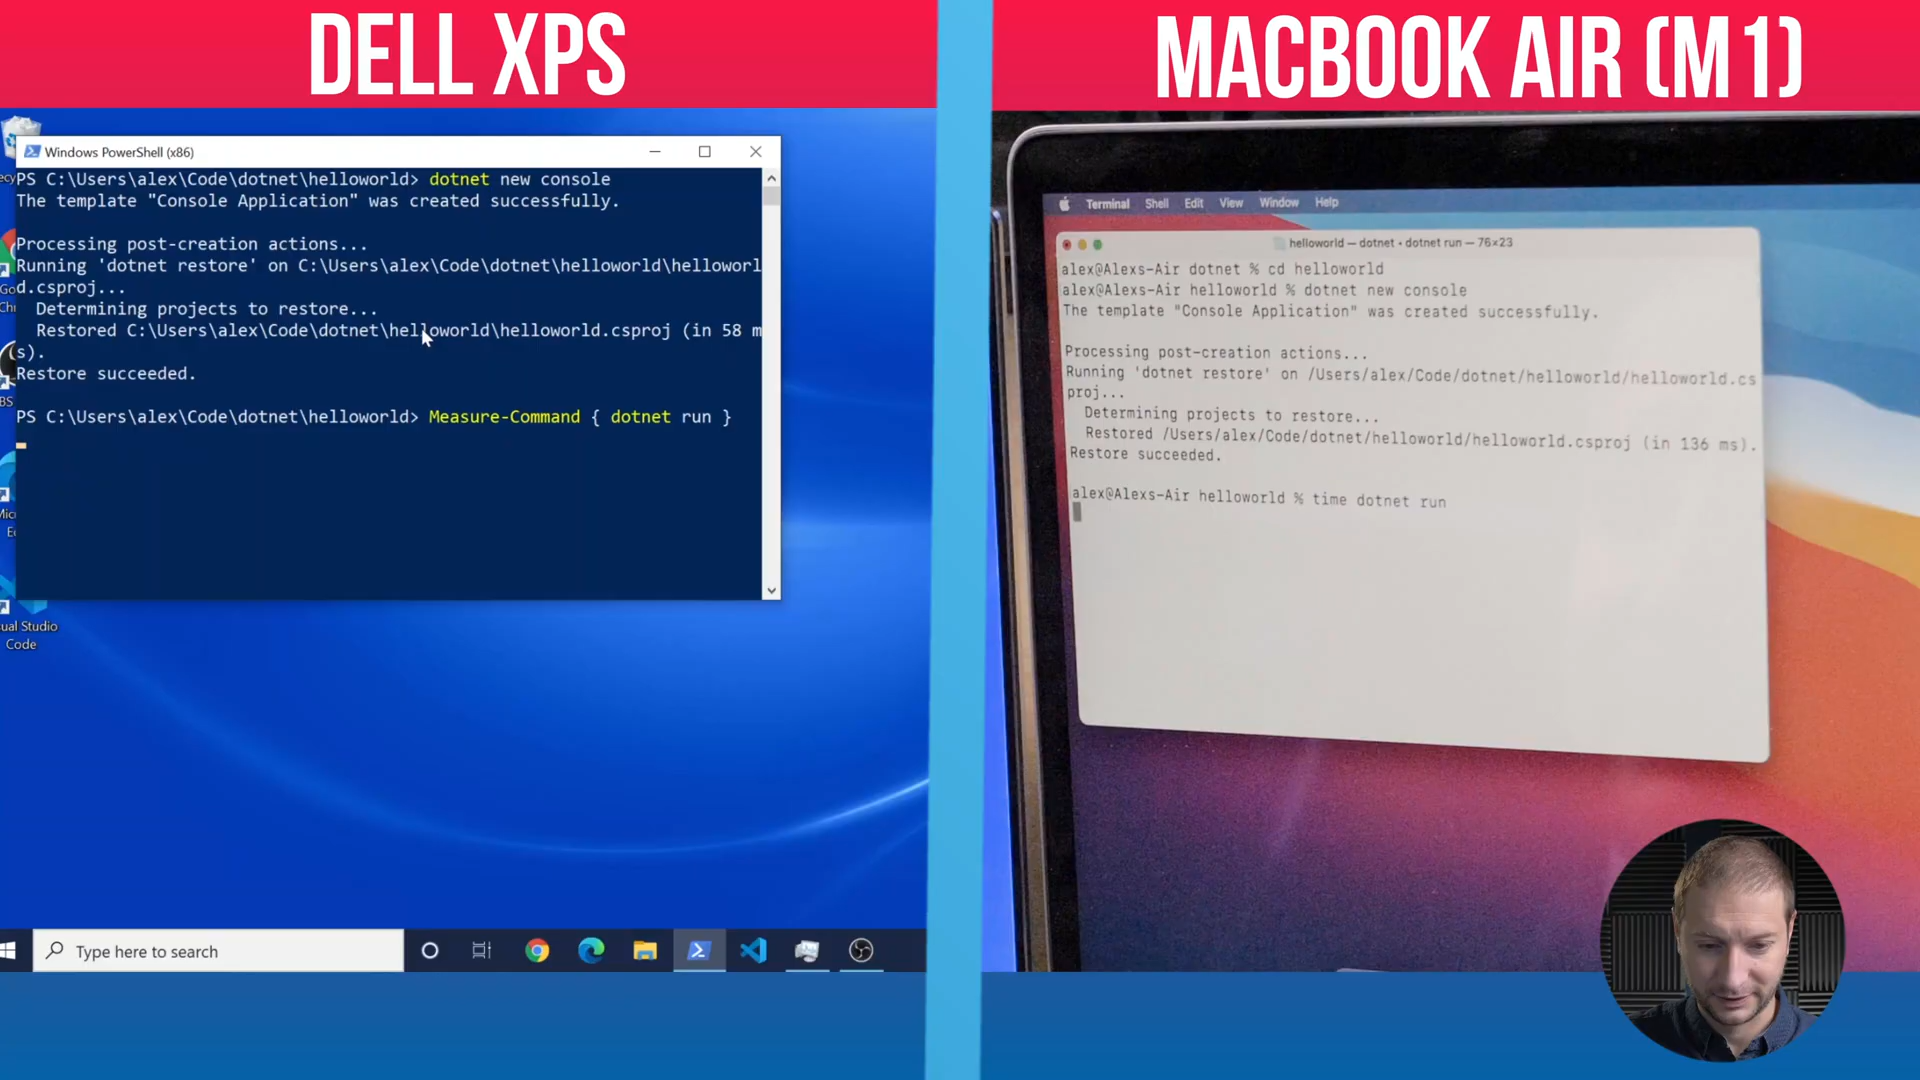 DELL XPS
MACBOOK AIR (M1)
Windows PowerShell (x86)
PS C:\Users\alex\Code\dotnet\helloworld> dotnet new console
The template "Console Application" was created successfully.
Processing post-creation actions...
Running 'dotnet restore' on C:\Users\alex\Code\dotnet\helloworld\helloworl
d.csproj...
Determining projects to restore...
Restored C:\Users\alex\Code\dotnet\helloworld\helloworld.csproj (in 58 m
s).
Restore succeeded.
PS C:\Users\alex\Code\dotnet\helloworld> Measure-Command { dotnet run }
ual Studio
Code
Type here to search
Terminal Shell Edit View Window Help
helloworld — dotnet • dotnet run — 76×23
alex@Alexs-Air dotnet % cd helloworld
alex@Alexs-Air helloworld % dotnet new console
The template "Console Application" was created successfully.
Processing post-creation actions...
Running 'dotnet restore' on /Users/alex/Code/dotnet/helloworld/helloworld.cs
proj...
Determining projects to restore...
Restored /Users/alex/Code/dotnet/helloworld/helloworld.csproj (in 136 ms).
Restore succeeded.
alex@Alexs-Air helloworld % time dotnet run